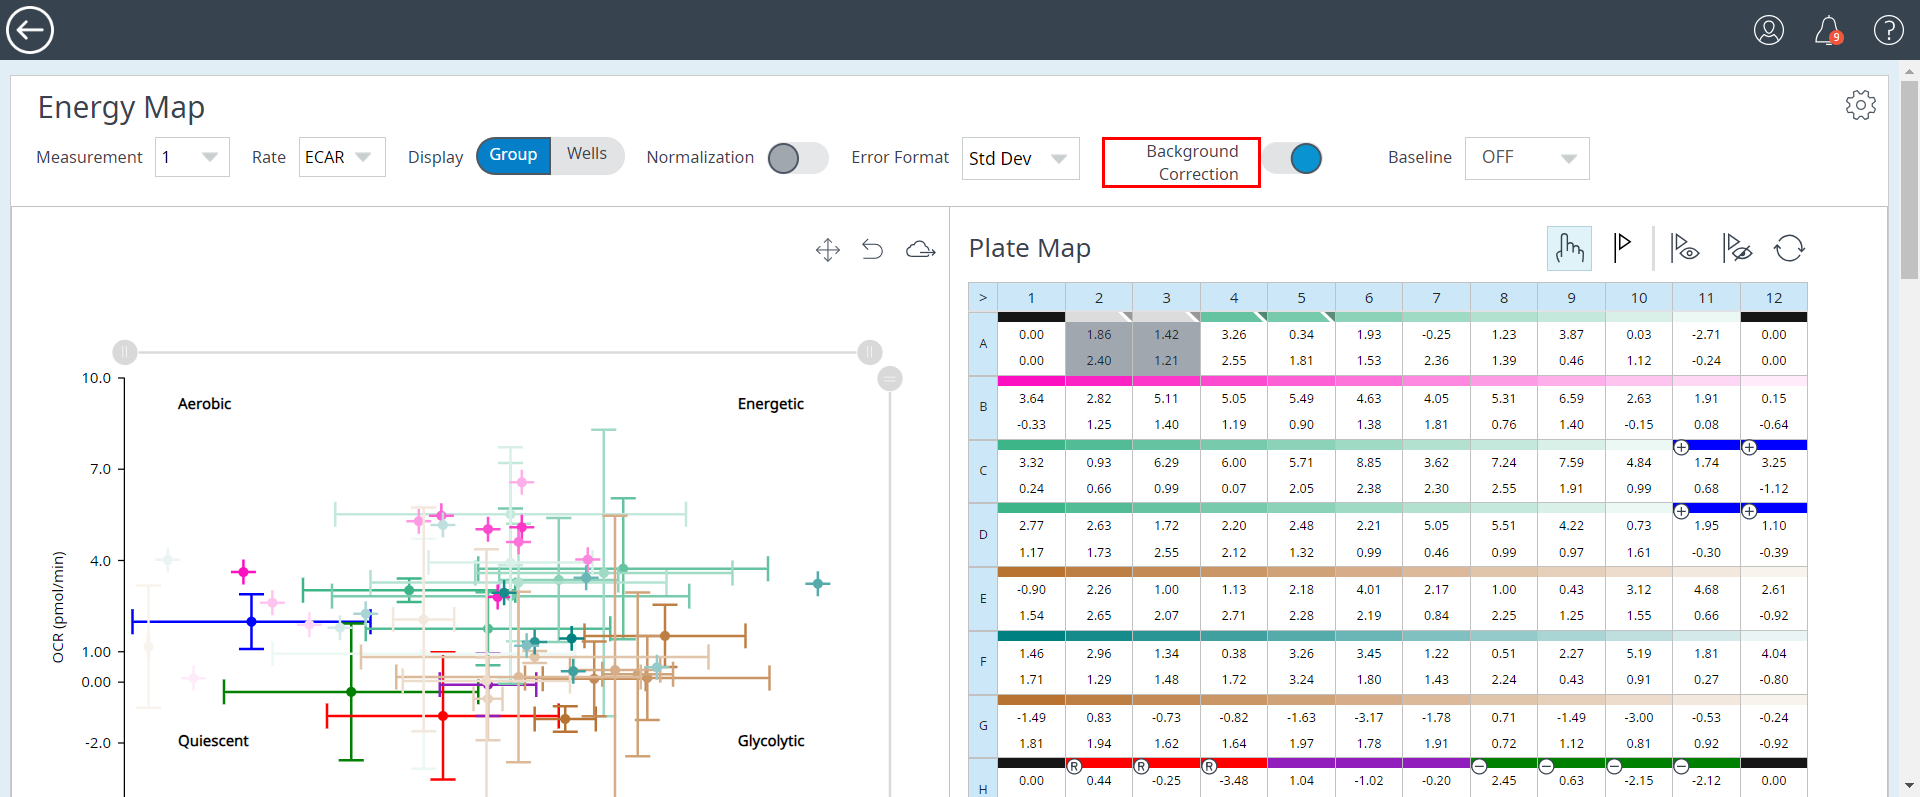 9
?
Energy Map
Measurement 1 Rate ECAR Display Group Wells Normalization Error Format Std Dev Background Correction Baseline OFF
Plate Map
> 1 2 3 4 5 6 7 8 9 10 11 12
A 0.00 1.86 1.42 3.26 0.34 1.93 -0.25 1.23 3.87 0.03 -2.71 0.00
0.00 2.40 1.21 2.55 1.81 1.53 2.36 1.39 0.46 1.12 -0.24 0.00
B 3.64 2.82 5.11 5.05 5.49 4.63 4.05 5.31 6.59 2.63 1.91 0.15
-0.33 1.25 1.40 1.19 0.90 1.38 1.81 0.76 1.40 -0.15 0.08 -0.64
C 3.32 0.93 6.29 6.00 5.71 8.85 3.62 7.24 7.59 4.84 1.74 3.25
0.24 0.66 0.99 0.07 2.05 2.38 2.30 2.55 1.91 0.99 0.68 -1.12
D 2.77 2.63 1.72 2.20 2.48 2.21 5.05 5.51 4.22 0.73 1.95 1.10
1.17 1.73 2.55 2.12 1.32 0.99 0.46 0.99 0.97 1.61 -0.30 -0.39
E -0.90 2.26 1.00 1.13 2.18 4.01 2.17 1.00 0.43 3.12 4.68 2.61
1.54 2.65 2.07 2.71 2.28 2.19 0.84 2.25 1.25 1.55 0.66 -0.92
F 1.46 2.96 1.34 0.38 3.26 3.45 1.22 0.51 2.27 5.19 1.81 4.04
1.71 1.29 1.48 1.72 3.24 1.80 1.43 2.24 0.43 0.91 0.27 -0.80
G -1.49 0.83 -0.73 -0.82 -1.63 -3.17 -1.78 0.71 -1.49 -3.00 -0.53 -0.24
1.81 1.94 1.62 1.64 1.97 1.78 1.91 0.72 1.12 0.81 0.92 -0.92
R R R
H 0.00 0.44 -0.25 -3.48 1.04 -1.02 -0.20 2.45 0.63 -2.15 -2.12 0.00
10.0
Aerobic Energetic
7.0
4.0
OCR (pmol/min)
1.00
0.00
-2.0
Quiescent Glycolytic